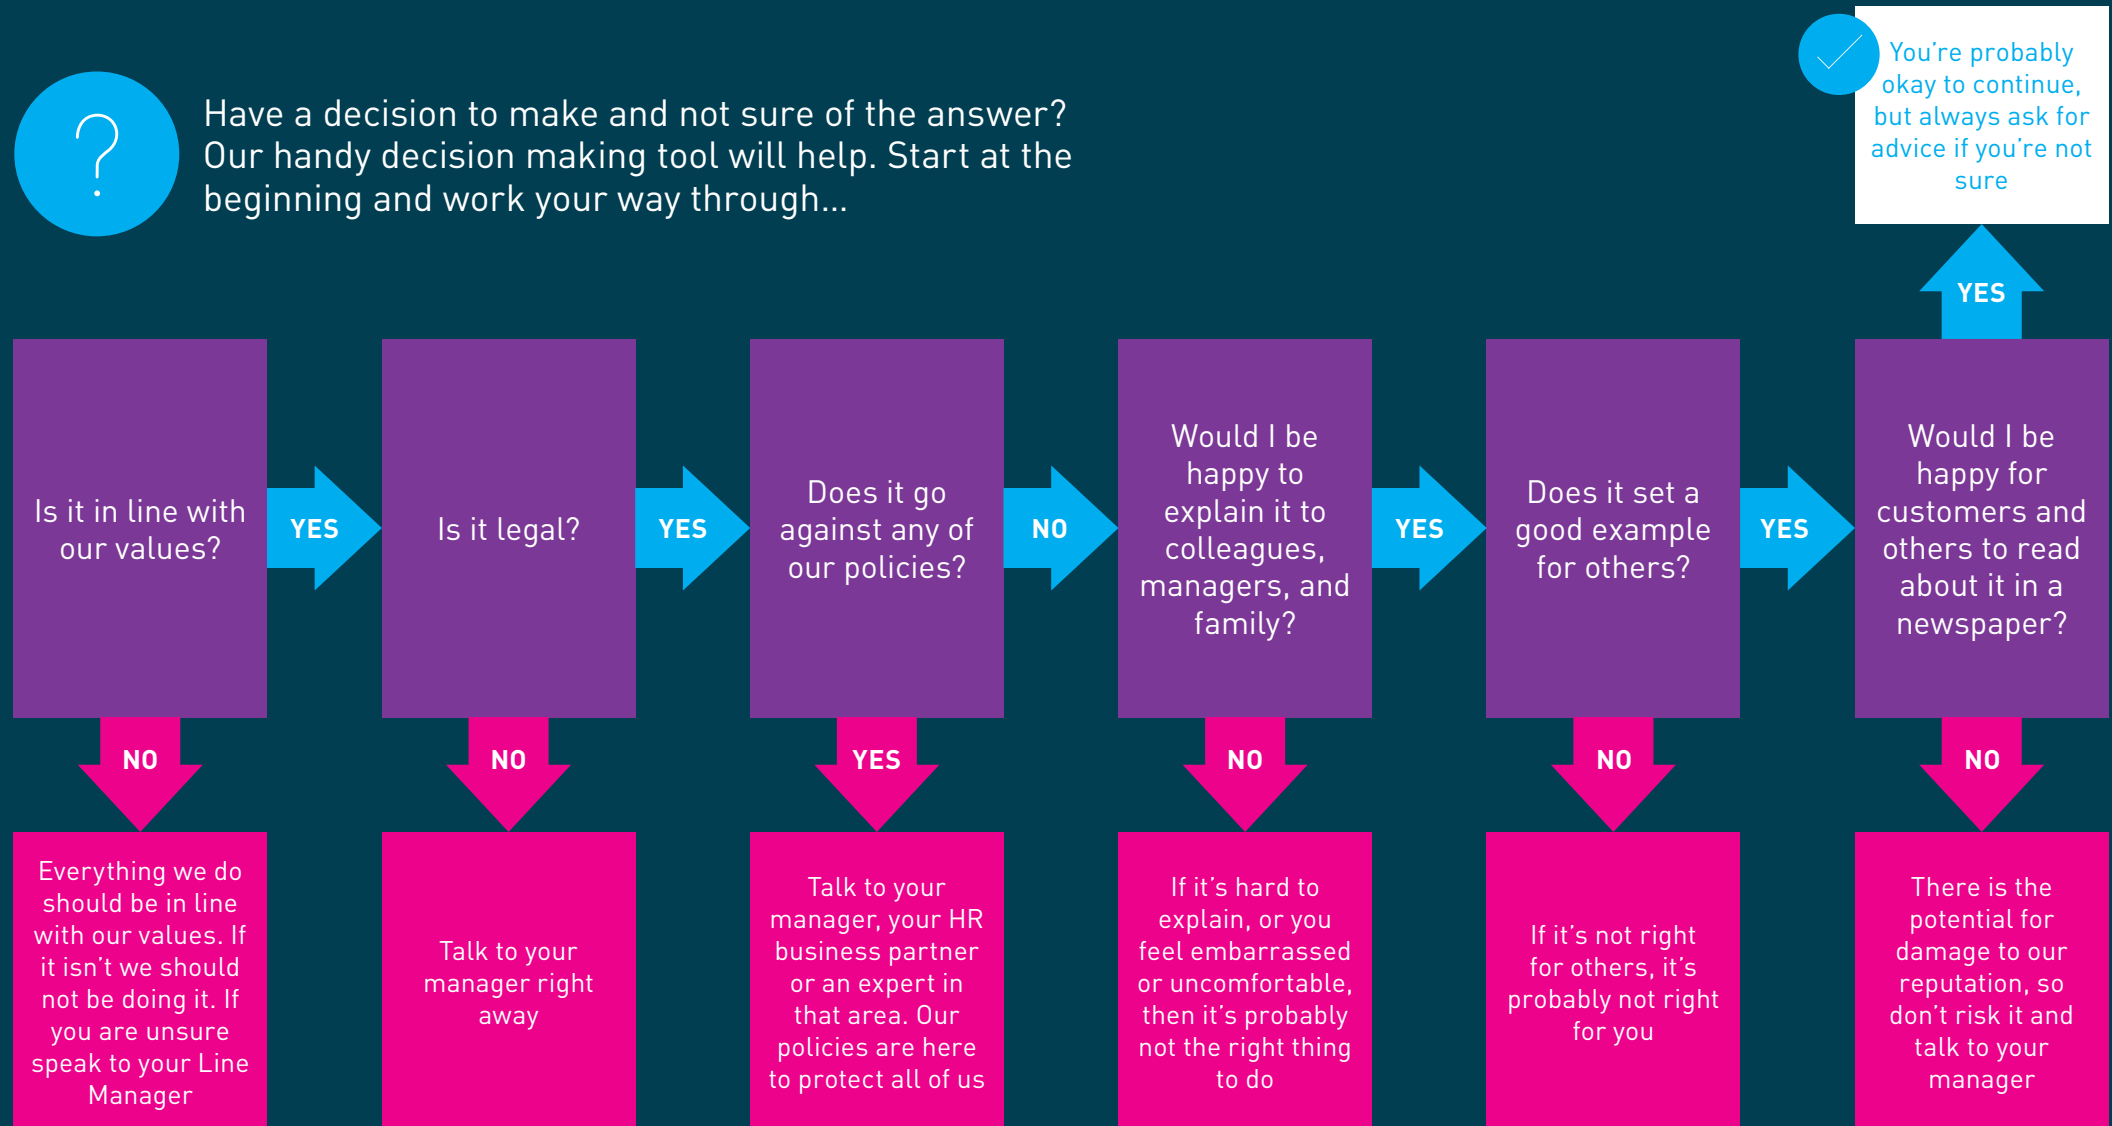 ?
Have a decision to make and not sure of the answer?
Our handy decision making tool will help. Start at the
beginning and work your way through...
You're probably
okay to continue,
but always ask for
advice if you're not
sure
YES
Is it in line with
our values?
YES
Is it legal?
YES
Does it go
against any of
our policies?
NO
Would I be
happy to
explain it to
colleagues,
managers, and
family?
YES
Does it set a
good example
for others?
YES
Would I be
happy for
customers and
others to read
about it in a
newspaper?
NO
NO
YES
NO
NO
NO
Everything we do
should be in line
with our values. If
it isn't we should
not be doing it. If
you are unsure
speak to your Line
Manager
Talk to your
manager right
away
Talk to your
manager, your HR
business partner
or an expert in
that area. Our
policies are here
to protect all of us
If it's hard to
explain, or you
feel embarrassed
or uncomfortable,
then it's probably
not the right thing
to do
If it's not right
for others, it's
probably not right
for you
There is the
potential for
damage to our
reputation, so
don't risk it and
talk to your
manager